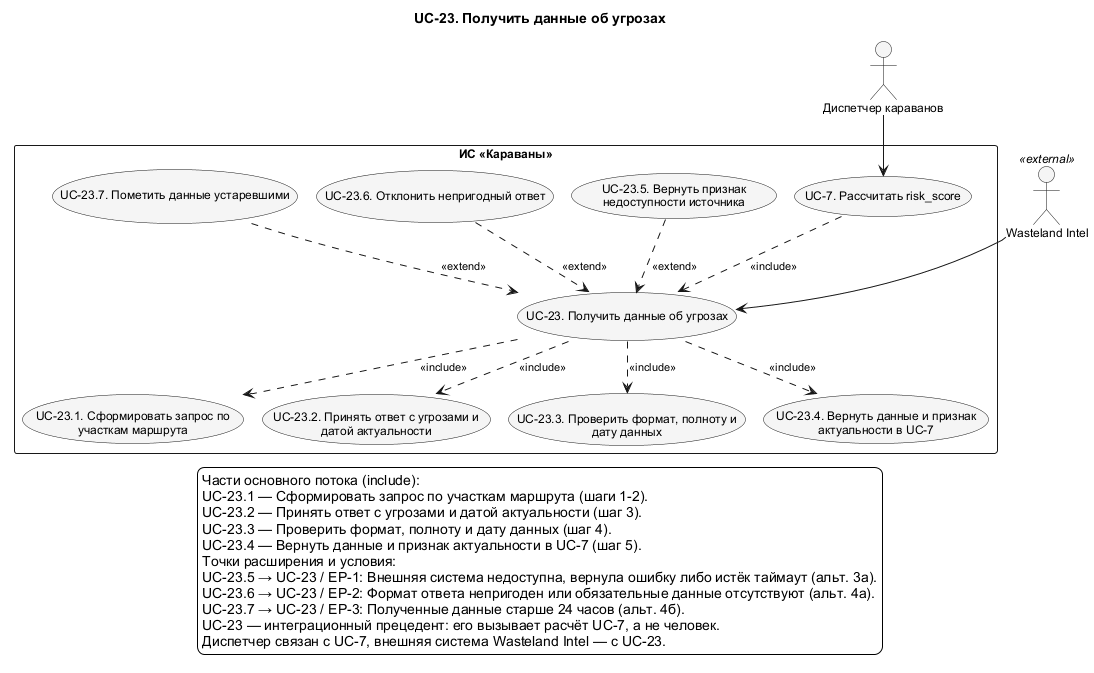 UC-23. Получить данные об угрозах
Диспетчер караванов
ИС «Караваны»
«external»
Wasteland Intel
UC-23.7. Пометить данные устаревшими
UC-23.6. Отклонить непригодный ответ
UC-23.5. Вернуть признак
недоступности источника
UC-7. Рассчитать risk_score
«extend»
«extend»
«extend»
«include»
UC-23. Получить данные об угрозах
«include»
«include»
«include»
«include»
UC-23.1. Сформировать запрос по
участкам маршрута
UC-23.2. Принять ответ с угрозами и
датой актуальности
UC-23.3. Проверить формат, полноту и
дату данных
UC-23.4. Вернуть данные и признак
актуальности в UC-7
Части основного потока (include):
UC-23.1 — Сформировать запрос по участкам маршрута (шаги 1-2).
UC-23.2 — Принять ответ с угрозами и датой актуальности (шаг 3).
UC-23.3 — Проверить формат, полноту и дату данных (шаг 4).
UC-23.4 — Вернуть данные и признак актуальности в UC-7 (шаг 5).
Точки расширения и условия:
UC-23.5 → UC-23 / EP-1: Внешняя система недоступна, вернула ошибку либо истёк таймаут (альт. 3а).
UC-23.6 → UC-23 / EP-2: Формат ответа непригоден или обязательные данные отсутствуют (альт. 4а).
UC-23.7 → UC-23 / EP-3: Полученные данные старше 24 часов (альт. 4б).
UC-23 — интеграционный прецедент: его вызывает расчёт UC-7, а не человек.
Диспетчер связан с UC-7, внешняя система Wasteland Intel — с UC-23.